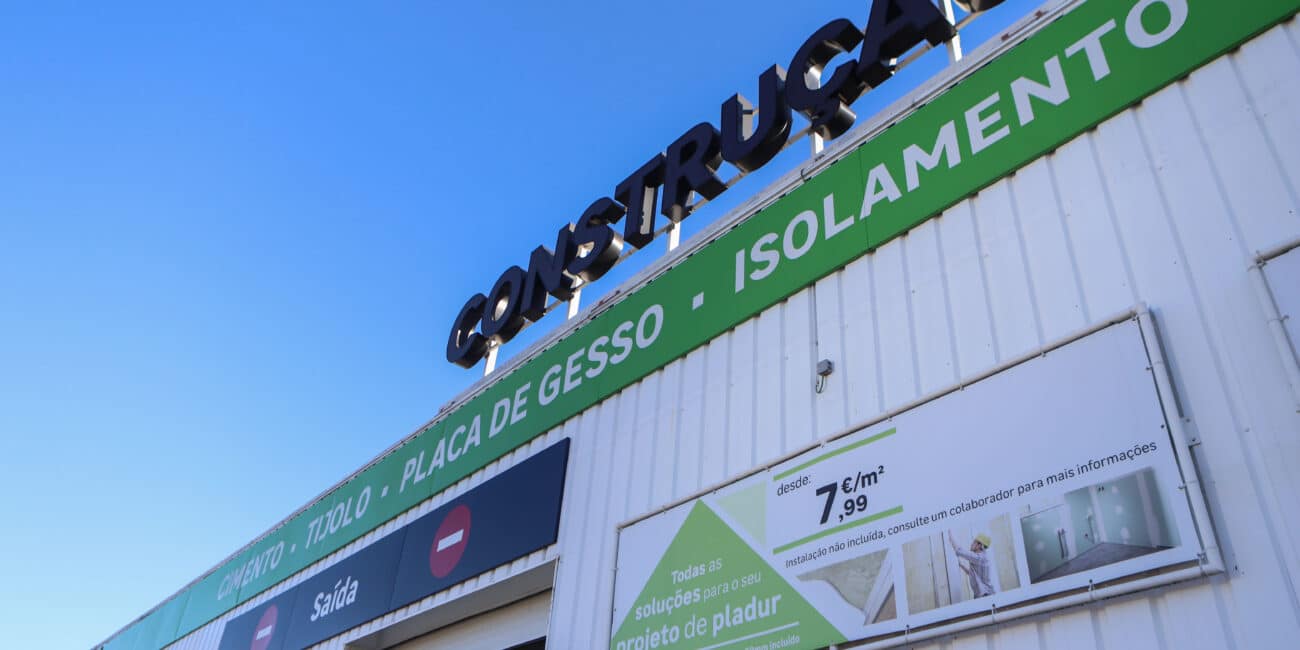 CONSTRUÇÃ
CIMENTO - TIJOLO - PLACA DE GESSO - ISOLAMENTO
Saída
desde:
7,99 €/m²
Instalação não incluída, consulte um colaborador para mais informações
Todas as
soluções para o seu
projeto de pladur